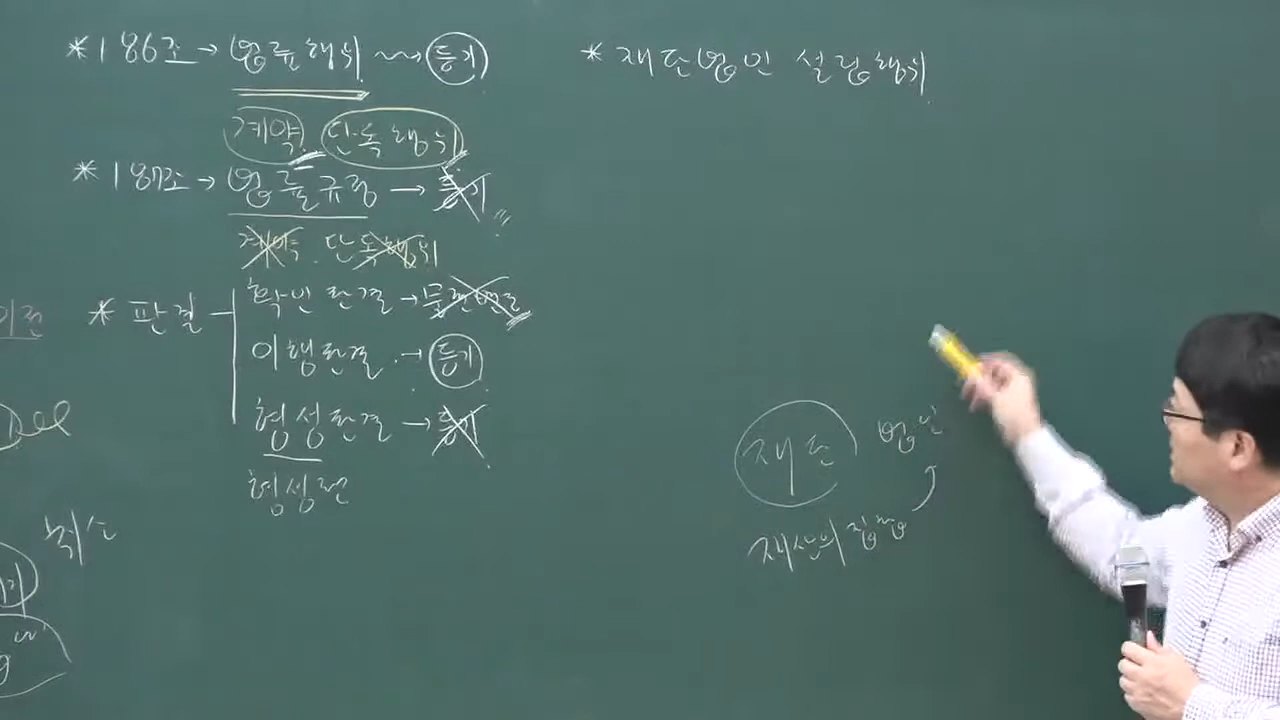 *186조 → 법률행위 ⇝ 등기
계약 단독행위
*187조 → 법률규정 → 등기
계약 . 단독행위
* 판결
확인판결 → 물권변동
이행판결 → 등기
형성판결 → 등기
형성권
취소
* 재단법인 설립행위
재단 법인
재산의 집합